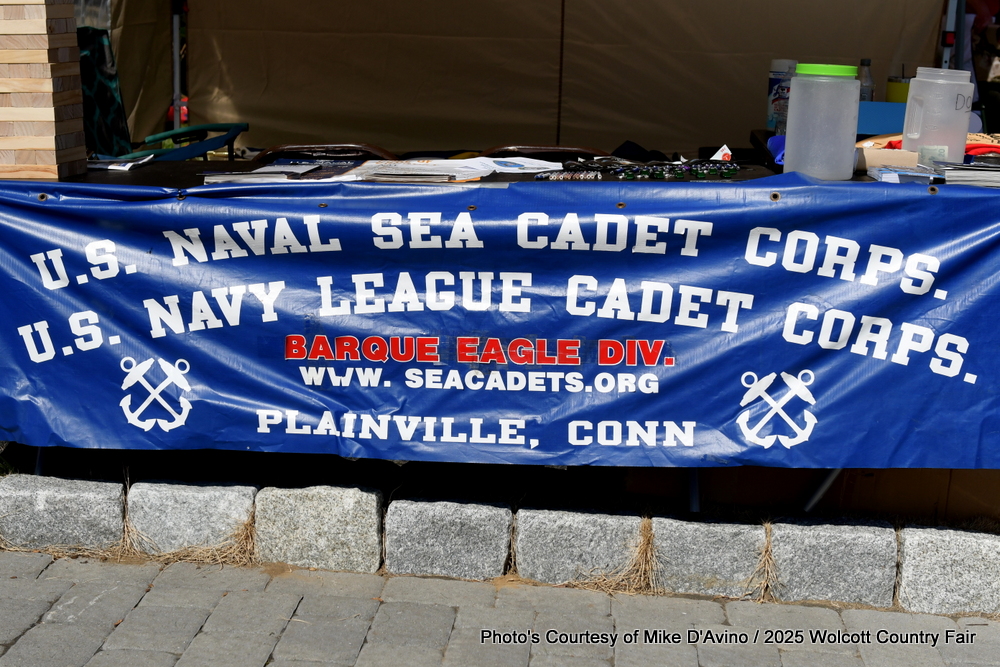 U.S. NAVAL SEA CADET CORPS.
U.S. NAVY LEAGUE CADET CORPS.
BARQUE EAGLE DIV.
WWW. SEACADETS.ORG
PLAINVILLE, CONN
Photo's Courtesy of Mike D'Avino / 2025 Wolcott Country Fair